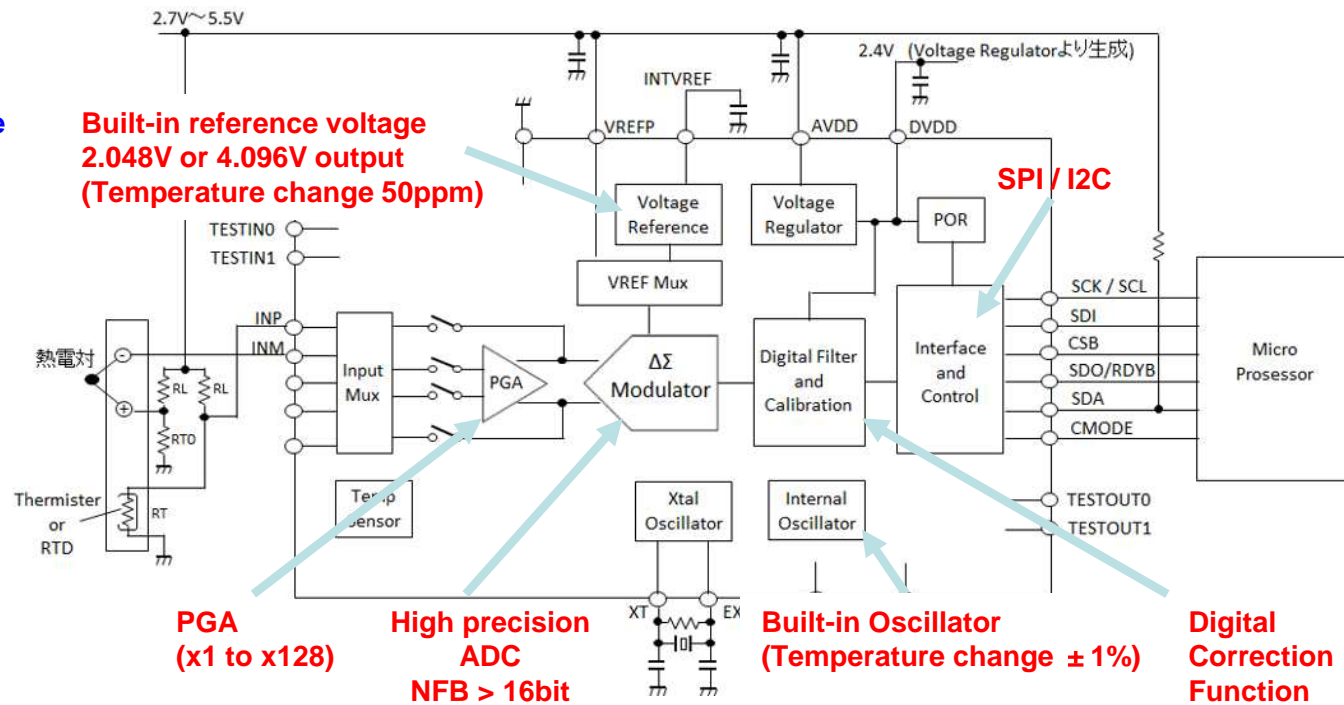 2.7V～5.5V
2.4V (Voltage Regulatorより生成)
INTVREF
e
Built-in reference voltage
2.048V or 4.096V output
(Temperature change 50ppm)
VREFP
AVDD
DVDD
SPI / I2C
Voltage
Reference
Voltage
Regulator
POR
TESTIN0
TESTIN1
VREF Mux
SCK / SCL
INP
SDI
熱電対
INM
CSB
RL
RL
Input
Mux
PGA
ΔΣ
Modulator
Digital Filter
and
Calibration
Interface
and
Control
SDO/RDYB
Micro
Prosessor
SDA
RT0
CMODE
Thermister
or
RTD
RT
Temp
Sensor
Xtal
Oscillator
Internal
Oscillator
TESTOUT0
TESTOUT1
XT
EX
PGA
(x1 to x128)
High precision
ADC
NFB > 16bit
Built-in Oscillator
(Temperature change ±1%)
Digital
Correction
Function